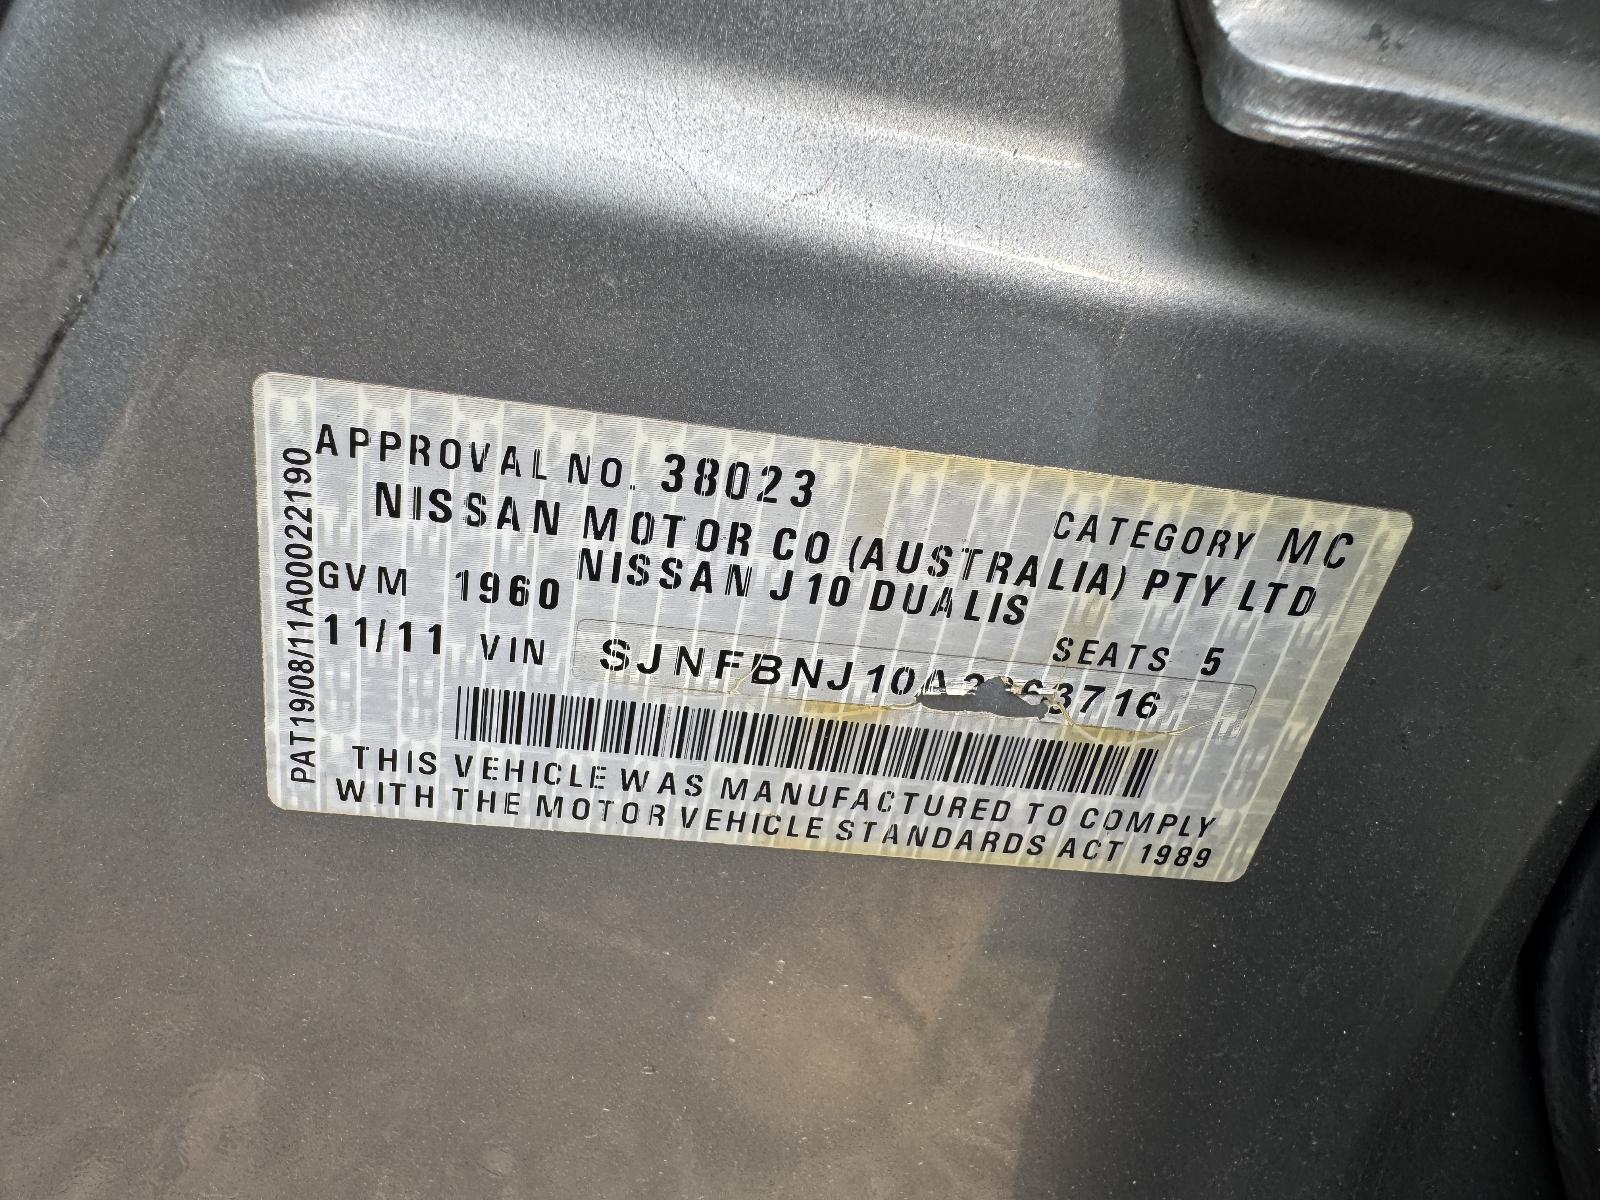 APPROVAL NO. 38023
CATEGORY MC
NISSAN MOTOR CO (AUSTRALIA) PTY LTD
NISSAN J10 DUALIS
GVM 1960
SEATS 5
11/11 VIN
THIS VEHICLE WAS MANUFACTURED TO COMPLY
WITH THE MOTOR VEHICLE STANDARDS ACT 1989
PAT19/08/11A00022190